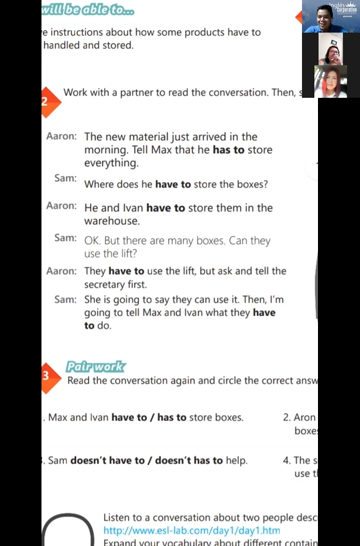 will be able to...
e instructions about how some products have to
handled and stored.
2
Work with a partner to read the conversation. Then, s
Aaron: The new material just arrived in the
morning. Tell Max that he has to store
everything.
Sam: Where does he have to store the boxes?
Aaron: He and Ivan have to store them in the
warehouse.
Sam: OK. But there are many boxes. Can they
use the lift?
Aaron: They have to use the lift, but ask and tell the
secretary first.
Sam: She is going to say they can use it. Then, I'm
going to tell Max and Ivan what they have
to do.
Pair work
3
Read the conversation again and circle the correct answ
. Max and Ivan have to / has to store boxes.
2. Aron
boxes
. Sam doesn't have to / doesn't has to help.
4. The s
use t
Listen to a conversation about two people desc
http://www.esl-lab.com/day1/day1.htm
Expand your vocabulary about different contain